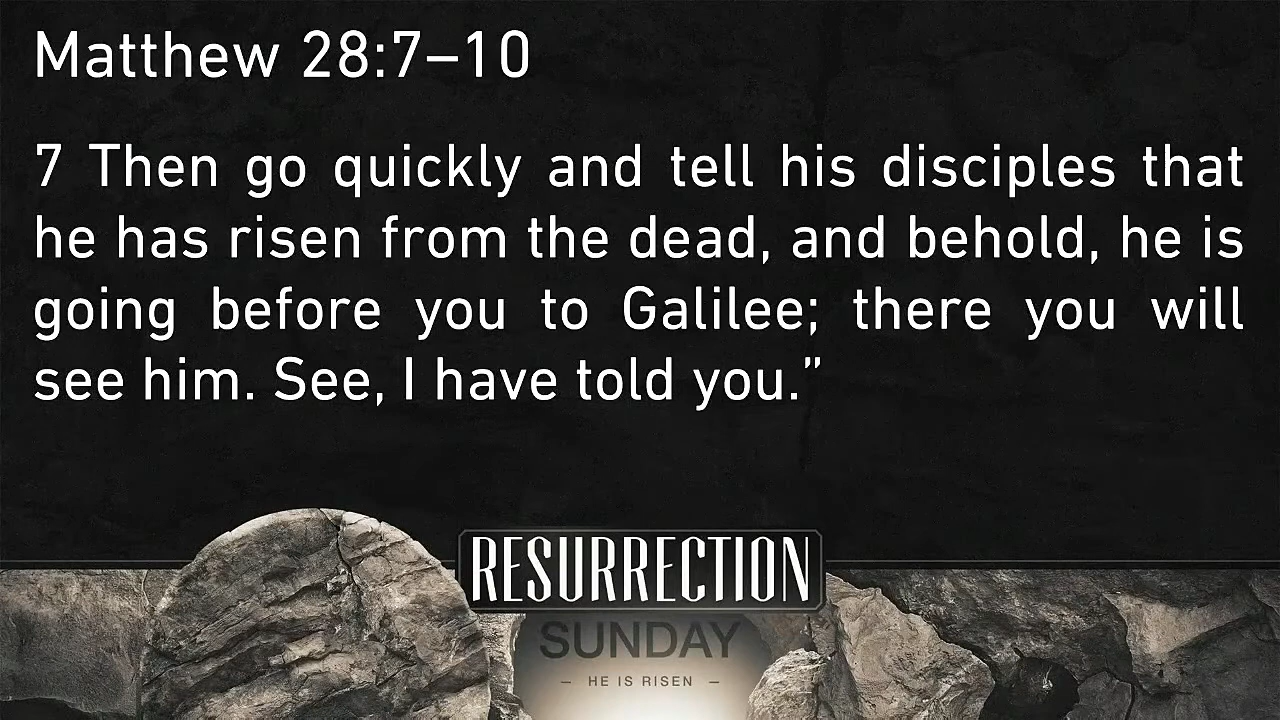 Matthew 28:7–10
7 Then go quickly and tell his disciples that
he has risen from the dead, and behold, he is
going before you to Galilee; there you will
see him. See, I have told you.”
RESURRECTION
SUNDAY
– HE IS RISEN –